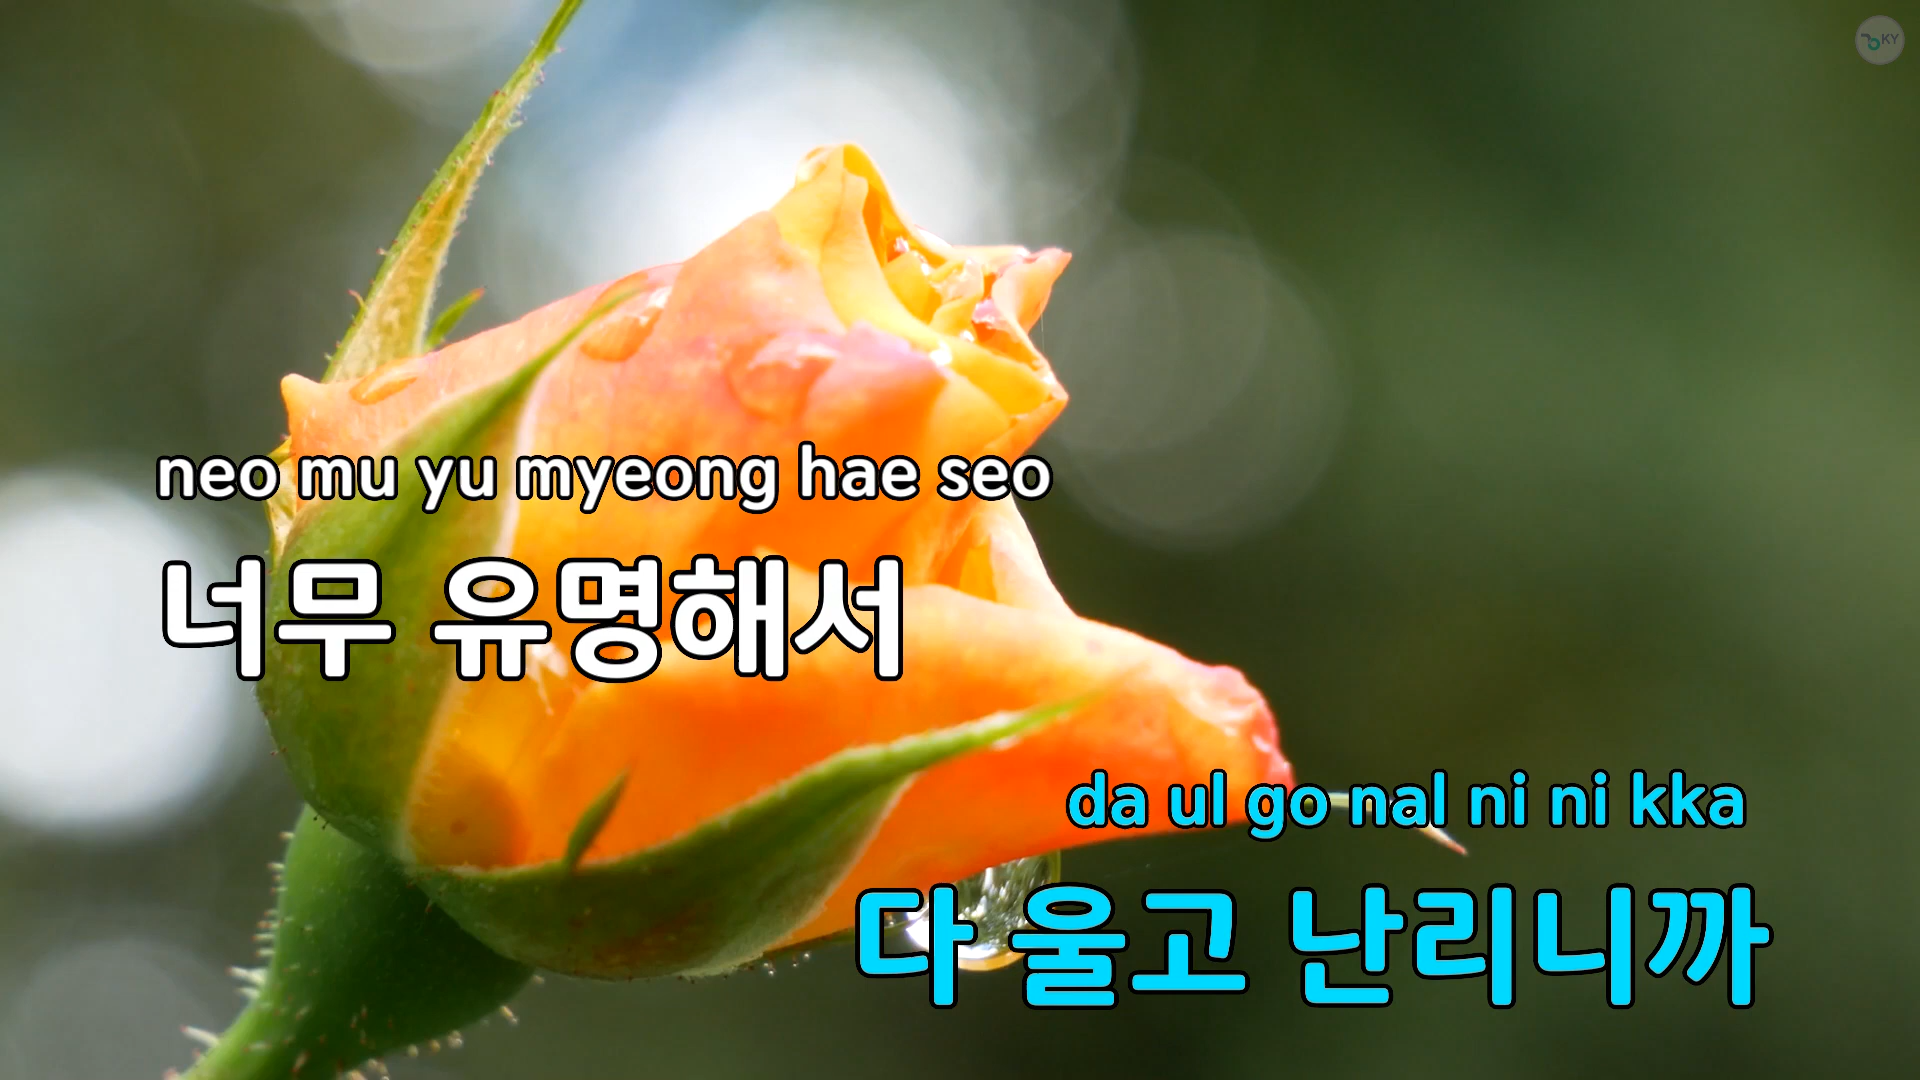 KY
neo mu yu myeong hae seo
너무 유명해서
da ul go nal ni ni kka
다 울고 난리니까